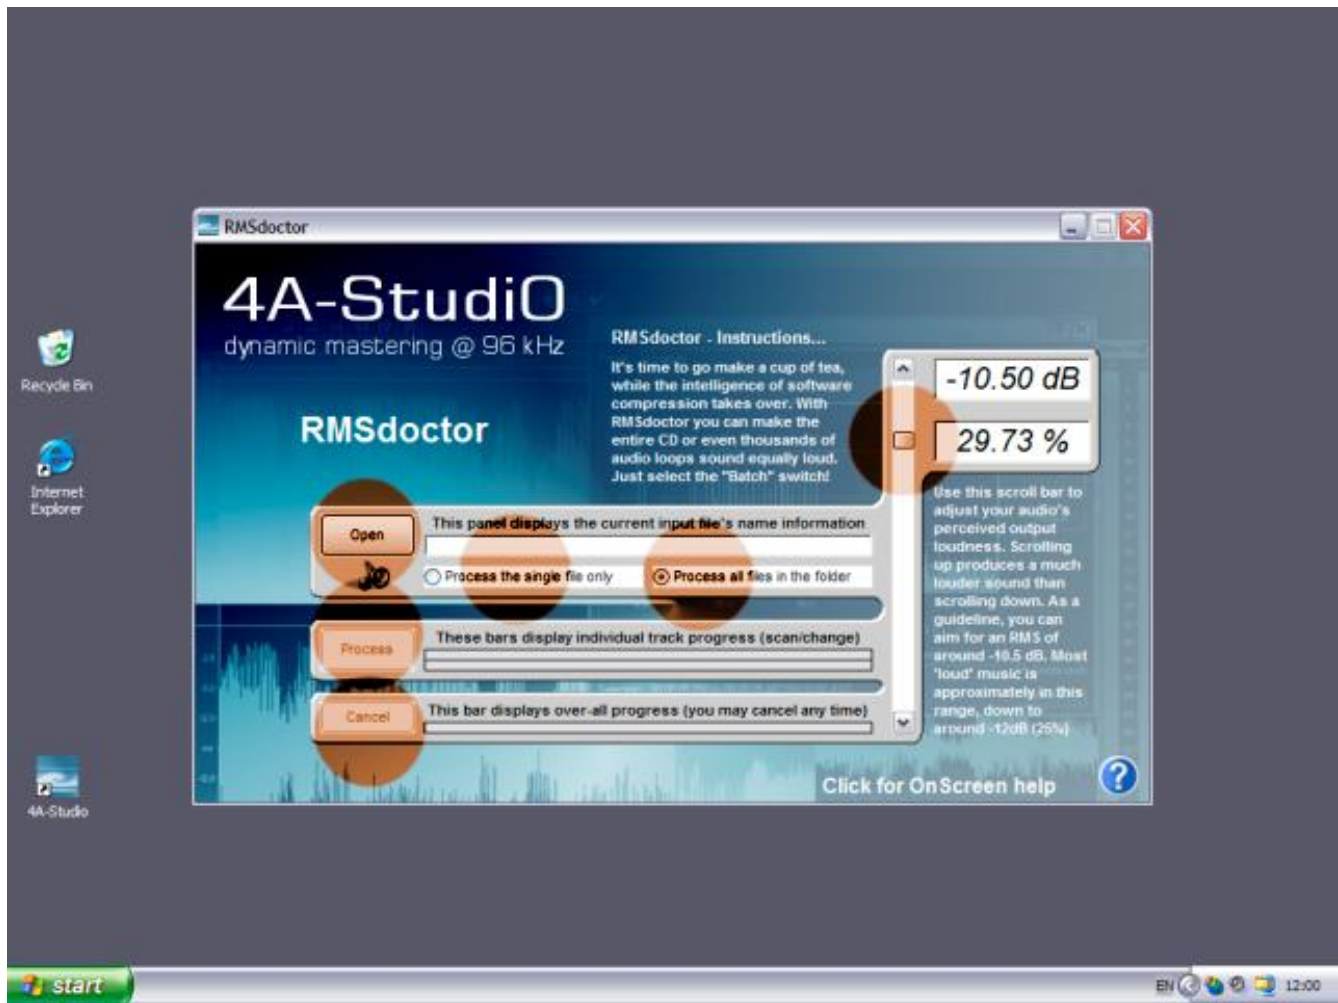 RMSdoctor
4A-StudiO
dynamic mastering @ 96 kHz
RMSdoctor
RMSdoctor - Instructions...
It's time to go make a cup of tea,
while the intelligence of software
compression takes over. With
RMSdoctor you can make the
entire CD or even thousands of
audio loops sound equally loud.
Just select the "Batch" switch!
-10.50 dB
29.73 %
Use this scroll bar to
adjust your audio's
perceived output
loudness. Scrolling
up produces a much
louder sound than
scrolling down. As a
guideline, you can
aim for an RMS of
around -10.5 dB. Most
'loud' music is
approximately in this
range, down to
around -12dB (25%)
Open
This panel displays the current input file's name information
Process the single file only
Process all files in the folder
Process
These bars display individual track progress (scan/change)
Cancel
This bar displays over-all progress (you may cancel any time)
Click for OnScreen help
?
Recycle Bin
Internet
Explorer
4A-Studio
start
EN
12:00